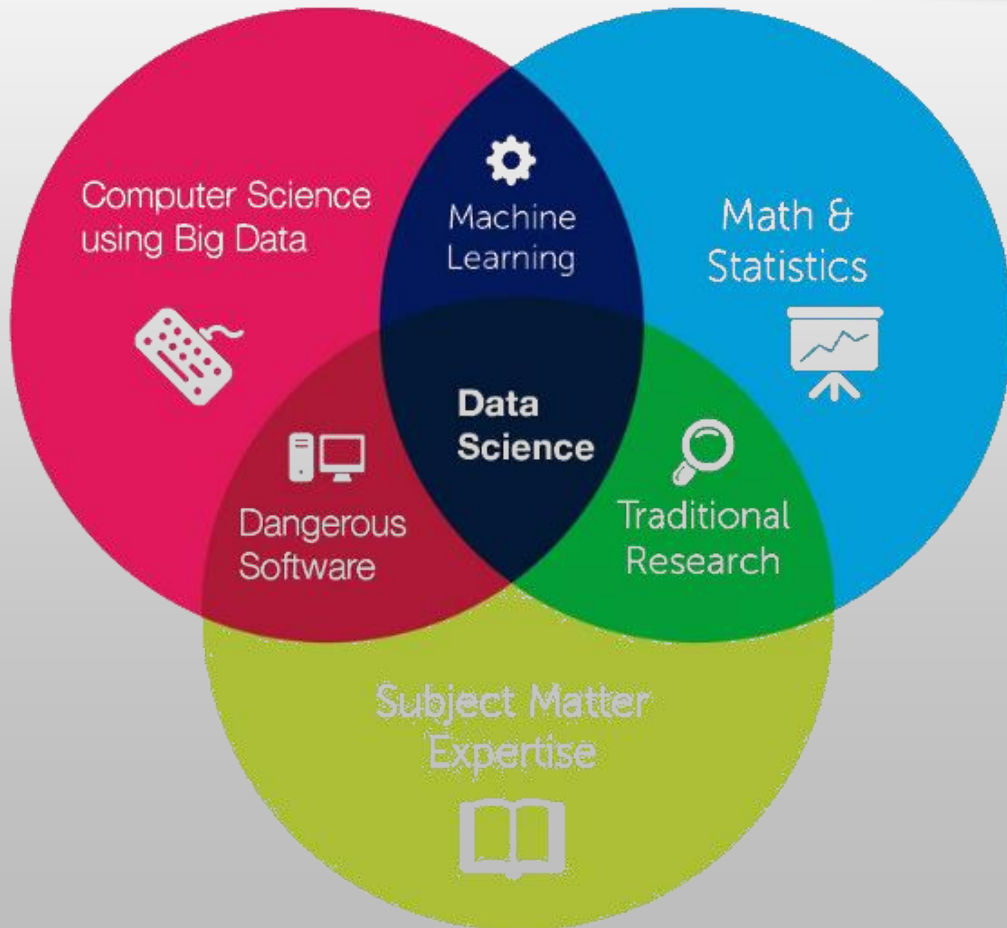 Computer Science
using Big Data
Machine
Learning
Math &
Statistics
Data
Science
Dangerous
Software
Traditional
Research
Subject Matter
Expertise